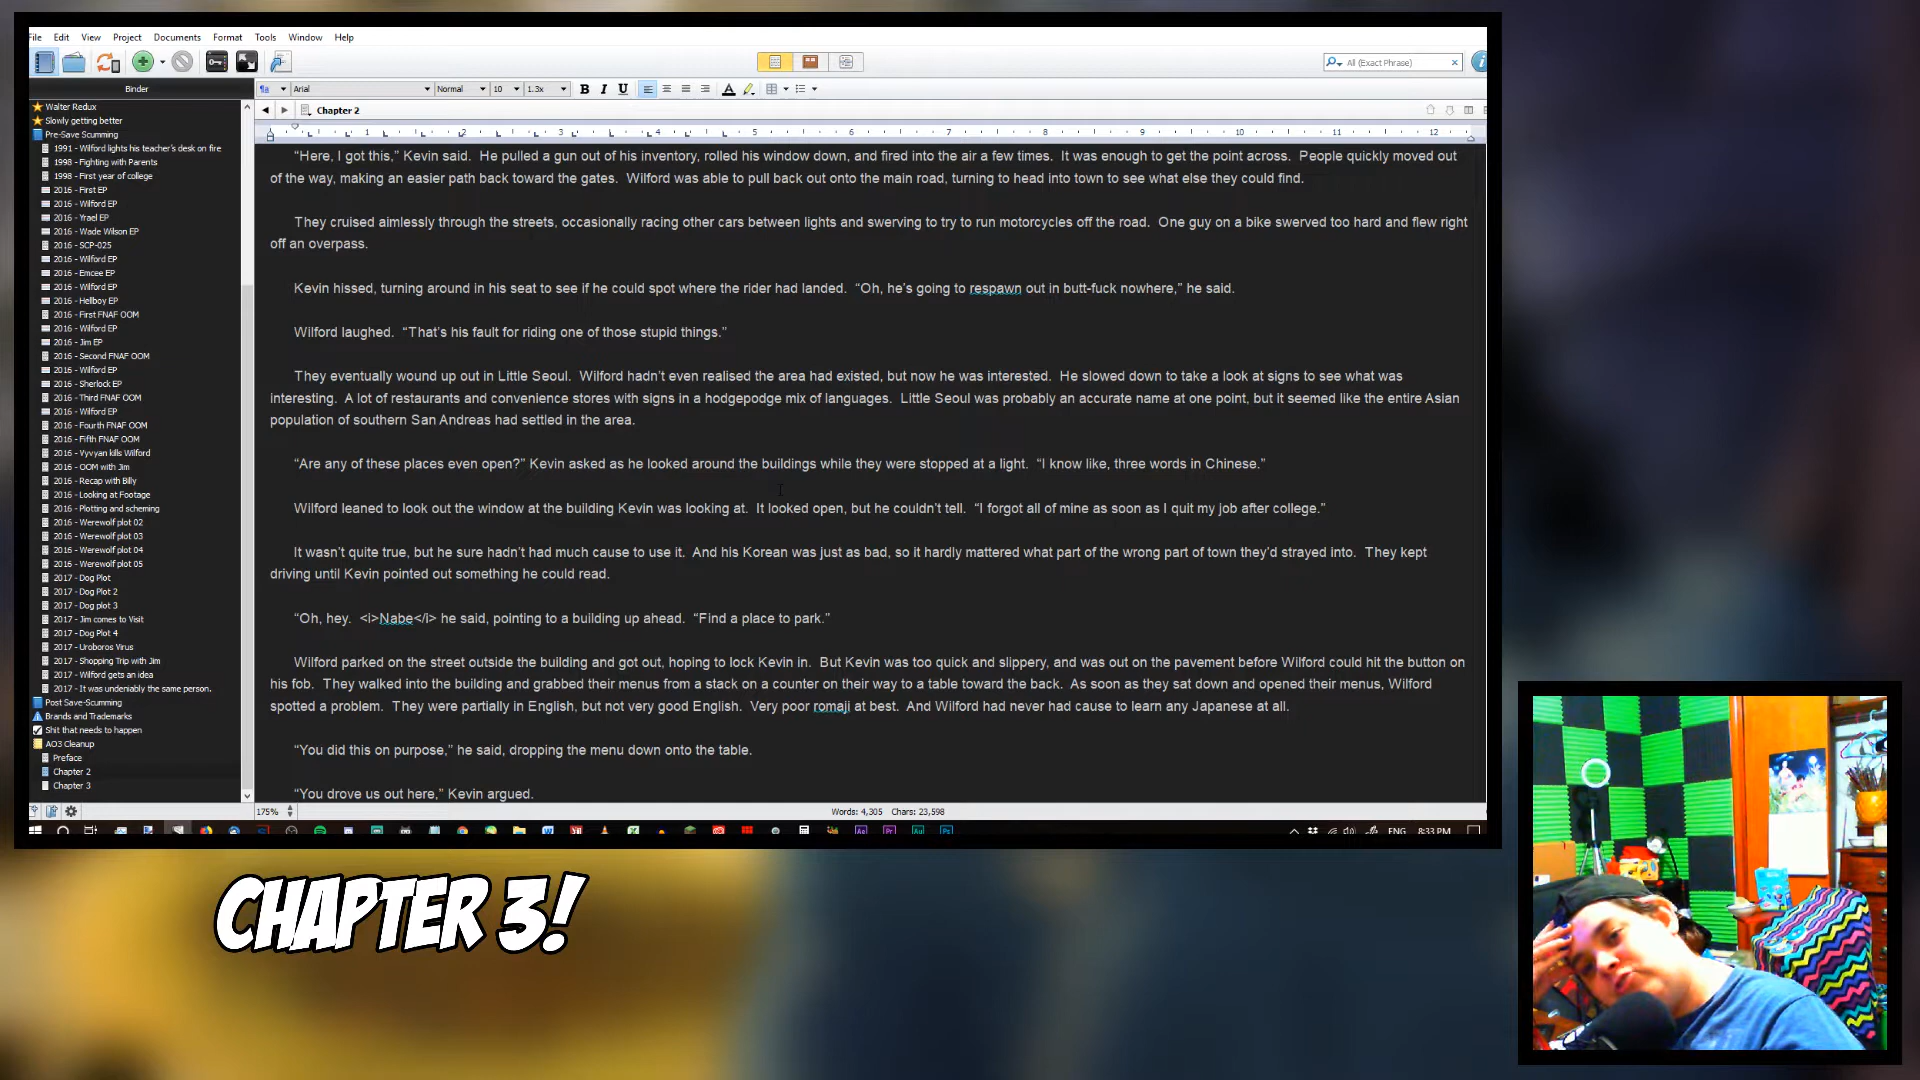 File Edit View Project Documents Format Tools Window Help
All (Exact Phrase)
Binder
Arial Normal 10 1.3x B I U A
Chapter 2
1 2 3 4 5 6 7 8 9 10 11 12
Walter Redux
Slowly getting better
Pre-Save Scumming
1991 - Wilford lights his teacher's desk on fire
1998 - Fighting with Parents
1998 - First year of college
2016 - First EP
2016 - Wilford EP
2016 - Yrael EP
2016 - Wade Wilson EP
2016 - SCP-025
2016 - Wilford EP
2016 - Emcee EP
2016 - Wilford EP
2016 - Hellboy EP
2016 - First FNAF OOM
2016 - Wilford EP
2016 - Jim EP
2016 - Second FNAF OOM
2016 - Wilford EP
2016 - Sherlock EP
2016 - Third FNAF OOM
2016 - Wilford EP
2016 - Fourth FNAF OOM
2016 - Fifth FNAF OOM
2016 - Vyvyan kills Wilford
2016 - OOM with Jim
2016 - Recap with Billy
2016 - Looking at Footage
2016 - Plotting and scheming
2016 - Werewolf plot 02
2016 - Werewolf plot 03
2016 - Werewolf plot 04
2016 - Werewolf plot 05
2017 - Dog Plot
2017 - Dog Plot 2
2017 - Dog plot 3
2017 - Jim comes to Visit
2017 - Dog Plot 4
2017 - Uroboros Virus
2017 - Shopping Trip with Jim
2017 - Wilford gets an idea
2017 - It was undeniably the same person.
Post Save-Scumming
Brands and Trademarks
Shit that needs to happen
AO3 Cleanup
Preface
Chapter 2
Chapter 3
“Here, I got this,” Kevin said. He pulled a gun out of his inventory, rolled his window down, and fired into the air a few times. It was enough to get the point across. People quickly moved out
of the way, making an easier path back toward the gates. Wilford was able to pull back out onto the main road, turning to head into town to see what else they could find.
They cruised aimlessly through the streets, occasionally racing other cars between lights and swerving to try to run motorcycles off the road. One guy on a bike swerved too hard and flew right
off an overpass.
Kevin hissed, turning around in his seat to see if he could spot where the rider had landed. “Oh, he’s going to respawn out in butt-fuck nowhere,” he said.
Wilford laughed. “That’s his fault for riding one of those stupid things.”
They eventually wound up out in Little Seoul. Wilford hadn’t even realised the area had existed, but now he was interested. He slowed down to take a look at signs to see what was
interesting. A lot of restaurants and convenience stores with signs in a hodgepodge mix of languages. Little Seoul was probably an accurate name at one point, but it seemed like the entire Asian
population of southern San Andreas had settled in the area.
“Are any of these places even open?” Kevin asked as he looked around the buildings while they were stopped at a light. “I know like, three words in Chinese.”
Wilford leaned to look out the window at the building Kevin was looking at. It looked open, but he couldn’t tell. “I forgot all of mine as soon as I quit my job after college.”
It wasn’t quite true, but he sure hadn’t had much cause to use it. And his Korean was just as bad, so it hardly mattered what part of the wrong part of town they’d strayed into. They kept
driving until Kevin pointed out something he could read.
“Oh, hey. <i>Nabe</i> he said, pointing to a building up ahead. “Find a place to park.”
Wilford parked on the street outside the building and got out, hoping to lock Kevin in. But Kevin was too quick and slippery, and was out on the pavement before Wilford could hit the button on
his fob. They walked into the building and grabbed their menus from a stack on a counter on their way to a table toward the back. As soon as they sat down and opened their menus, Wilford
spotted a problem. They were partially in English, but not very good English. Very poor romaji at best. And Wilford had never had cause to learn any Japanese at all.
“You did this on purpose,” he said, dropping the menu down onto the table.
“You drove us out here,” Kevin argued.
175% Words: 4,305 Chars: 23,598
ENG 8:33 PM
CHAPTER 3!